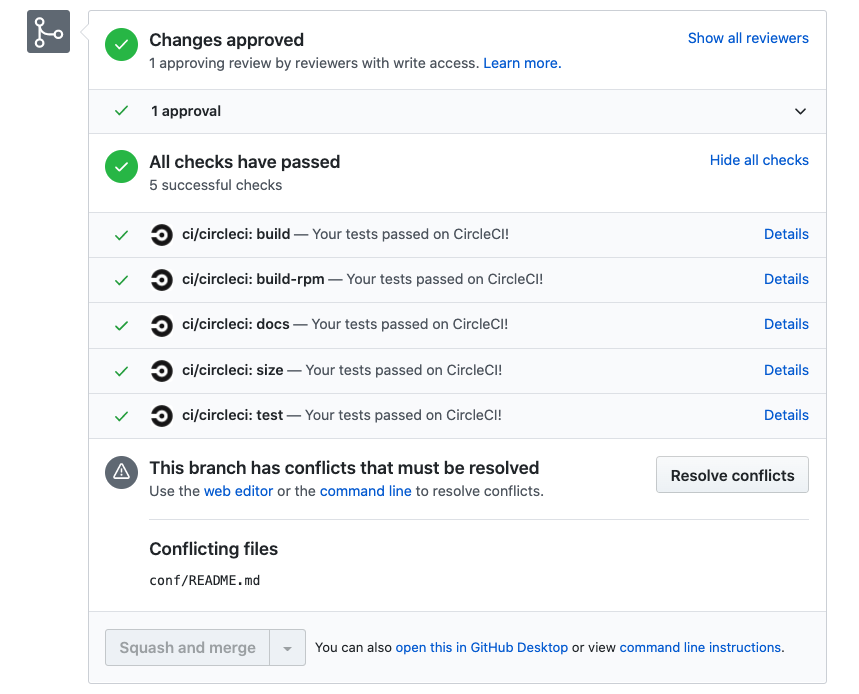 Changes approved
Show all reviewers
1 approving review by reviewers with write access. Learn more.
1 approval
All checks have passed
Hide all checks
5 successful checks
ci/circleci: build — Your tests passed on CircleCI!
Details
ci/circleci: build-rpm — Your tests passed on CircleCI!
Details
ci/circleci: docs — Your tests passed on CircleCI!
Details
ci/circleci: size — Your tests passed on CircleCI!
Details
ci/circleci: test — Your tests passed on CircleCI!
Details
This branch has conflicts that must be resolved
Use the web editor or the command line to resolve conflicts.
Resolve conflicts
Conflicting files
conf/README.md
Squash and merge
You can also open this in GitHub Desktop or view command line instructions.